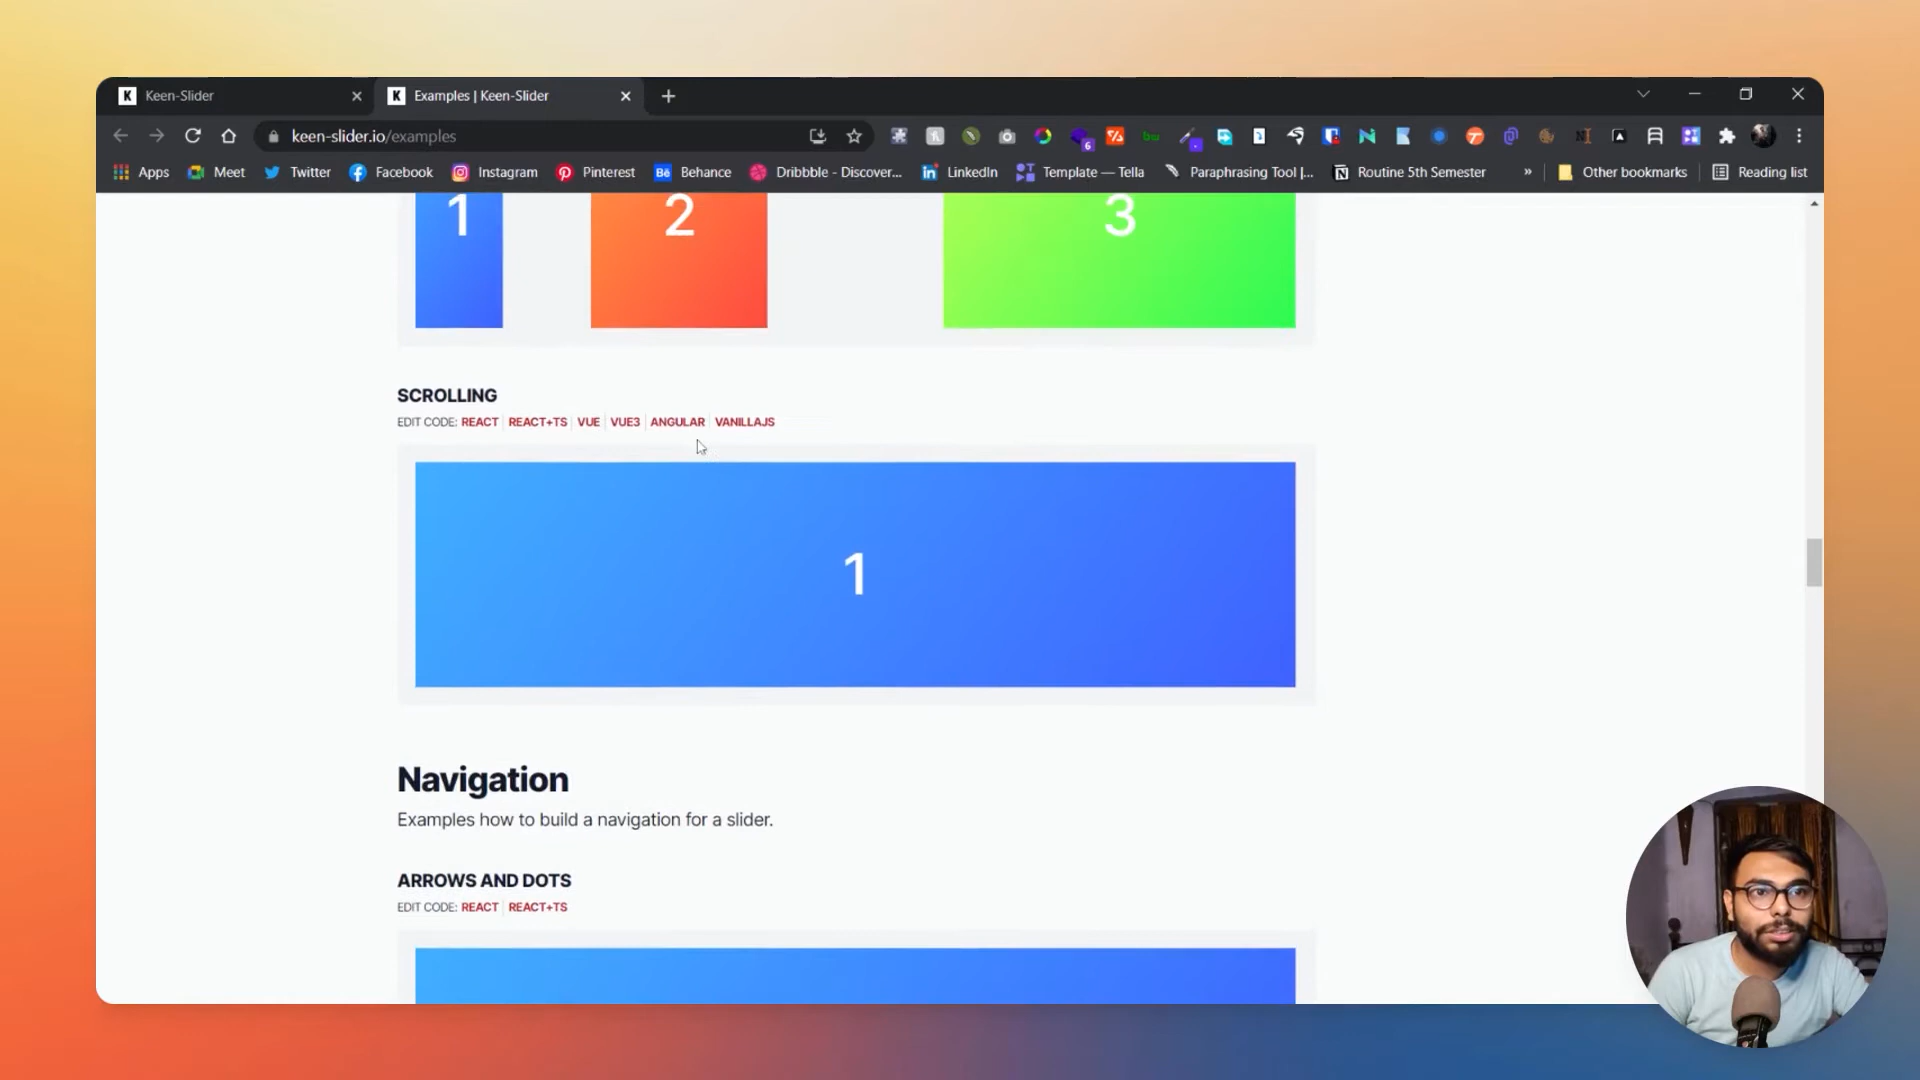 Keen-Slider
Examples | Keen-Slider
keen-slider.io/examples
6
Apps
Meet
Twitter
Facebook
Instagram
Pinterest
Bē Behance
Dribbble - Discover...
in LinkedIn
Template — Tella
Paraphrasing Tool |...
Routine 5th Semester
»
Other bookmarks
Reading list
1
2
3
SCROLLING
EDIT CODE: REACT REACT+TS VUE VUE3 ANGULAR VANILLAJS
1
Navigation
Examples how to build a navigation for a slider.
ARROWS AND DOTS
EDIT CODE: REACT REACT+TS